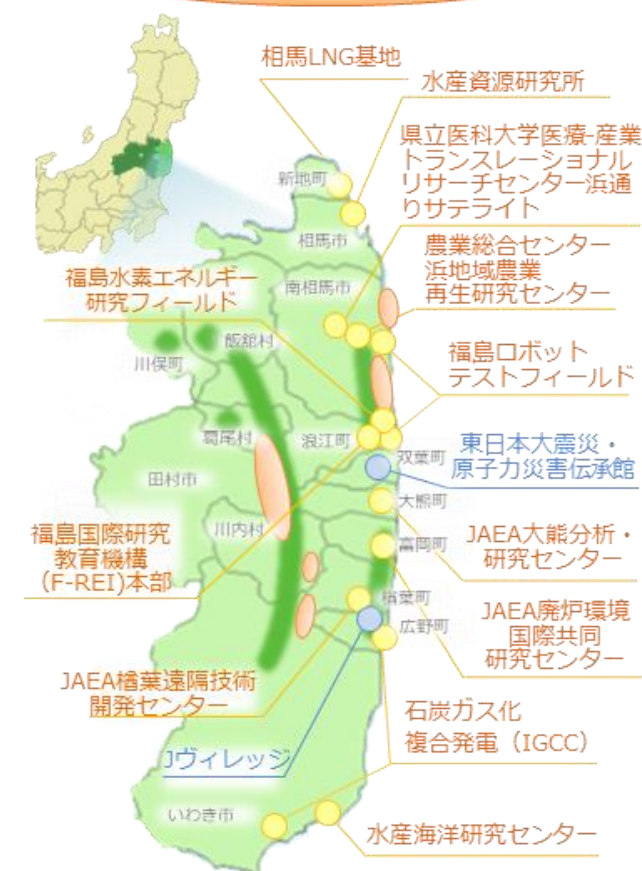 相馬LNG基地
水産資源研究所
県立医科大学医療-産業
トランスレーショナル
リサーチセンター浜通
りサテライト
新地町
相馬市
農業総合センター
浜地域農業
再生研究センター
福島水素エネルギー
研究フィールド
南相馬市
飯舘村
川俣町
福島ロボット
テストフィールド
葛尾村
浪江町
双葉町
東日本大震災・
原子力災害伝承館
田村市
大熊町
川内村
富岡町
福島国際研究
教育機構
(F-REI)本部
JAEA大熊分析・
研究センター
楢葉町
広野町
JAEA廃炉環境
国際共同
研究センター
JAEA楢葉遠隔技術
開発センター
石炭ガス化
複合発電（IGCC）
Jヴィレッジ
いわき市
水産海洋研究センター